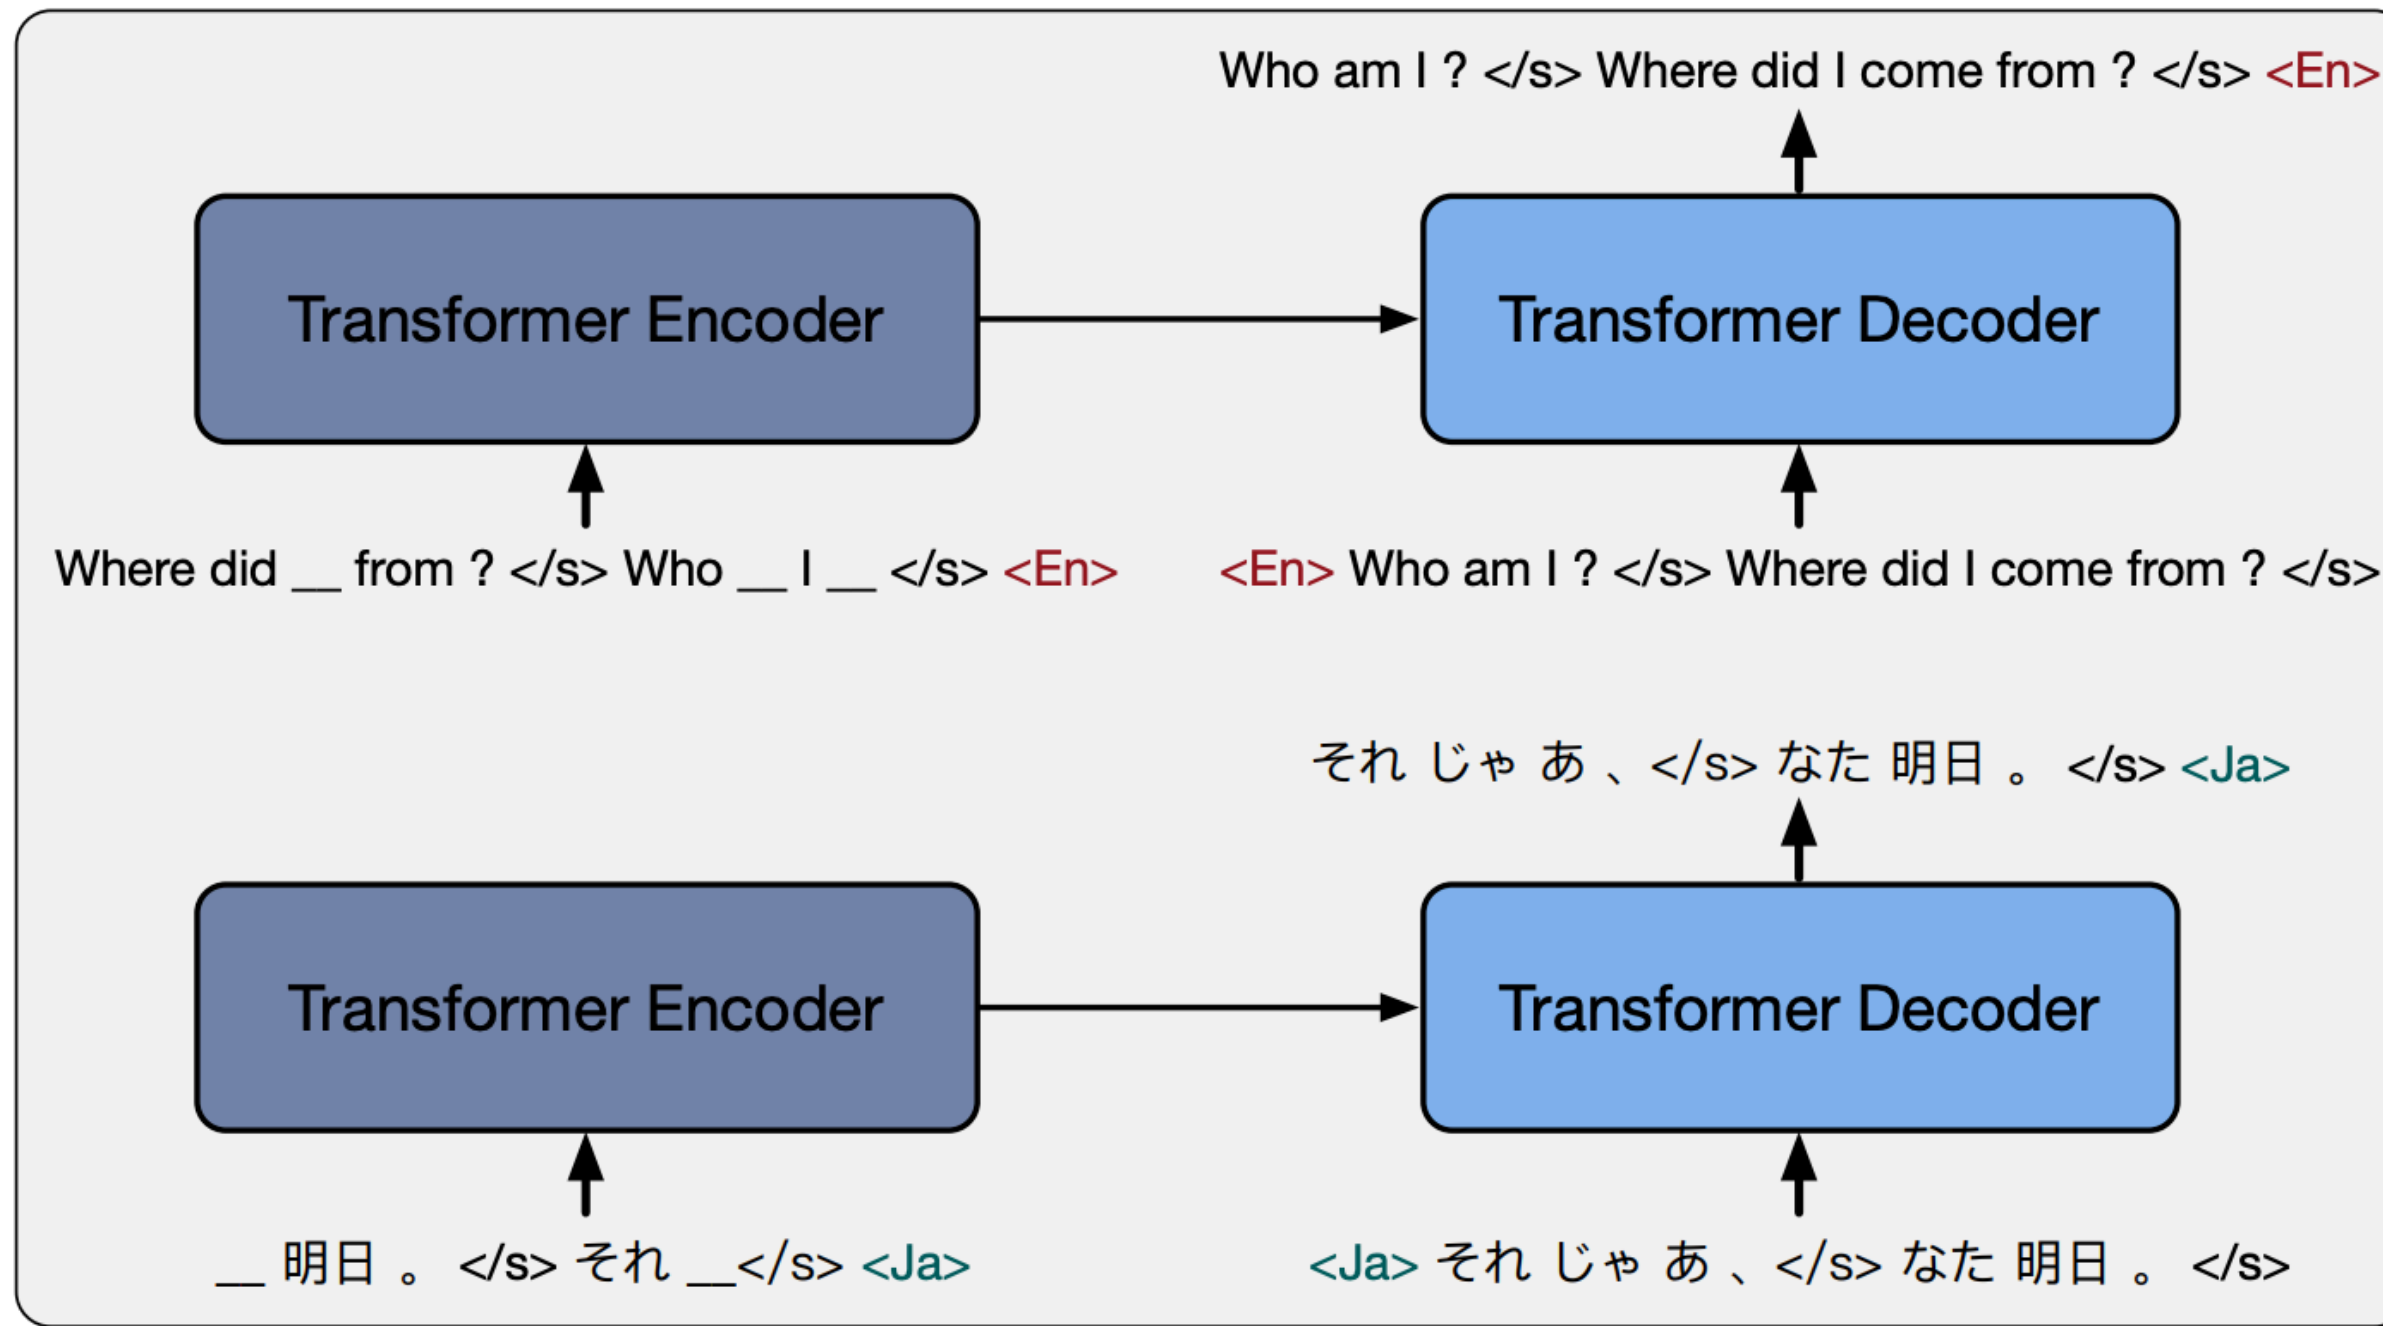 Who am I ? </s> Where did I come from ? </s> <En>
Transformer Encoder
Transformer Decoder
Where did __ from ? </s> Who __ I __ </s> <En>
<En> Who am I ? </s> Where did I come from ? </s>
それ じゃ あ 、</s> なた 明日 。 </s> <Ja>
Transformer Encoder
Transformer Decoder
__ 明日 。 </s> それ __</s> <Ja>
<Ja> それ じゃ あ 、</s> なた 明日 。 </s>